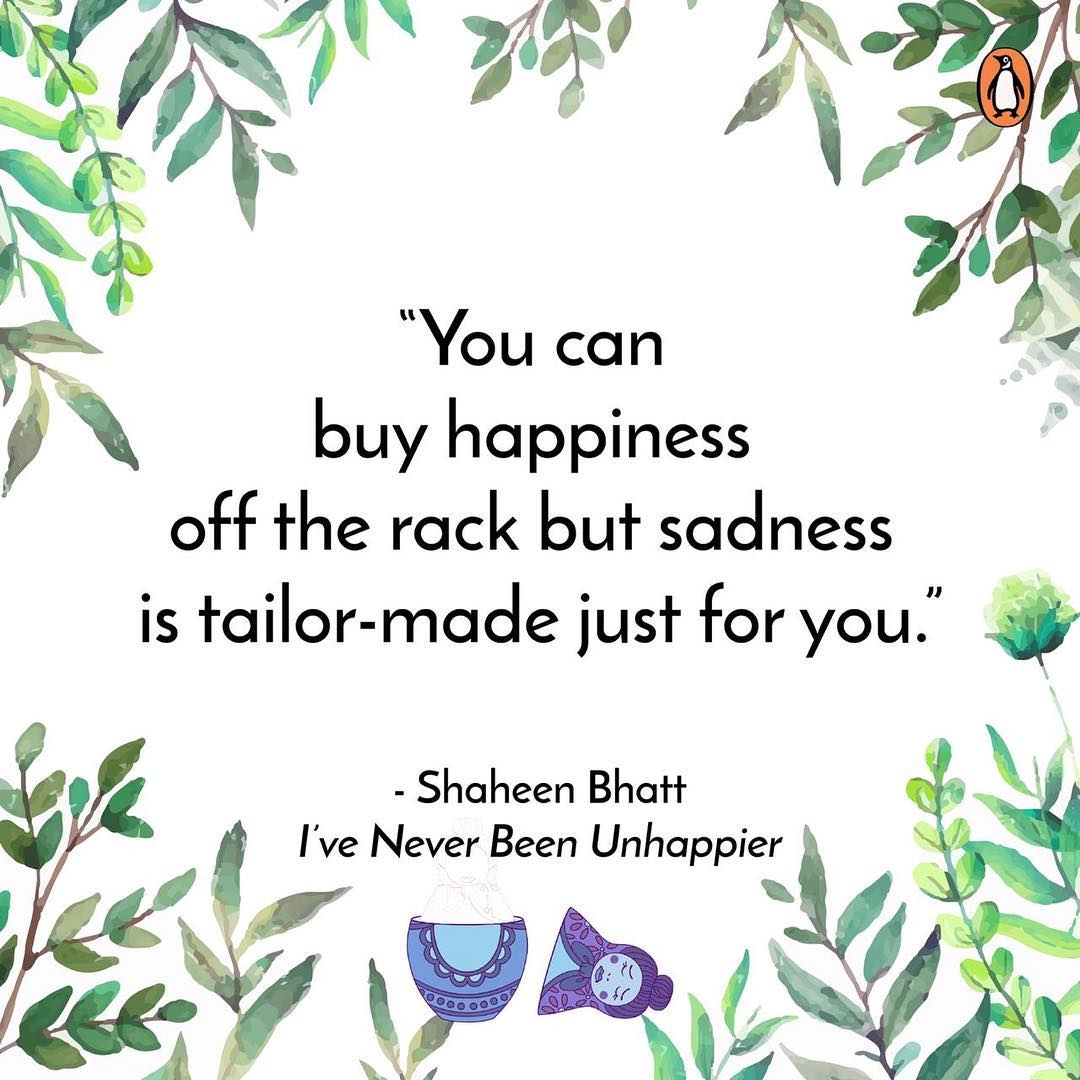 “You can
buy happiness
off the rack but sadness
is tailor-made just for you.”
- Shaheen Bhatt
I’ve Never Been Unhappier